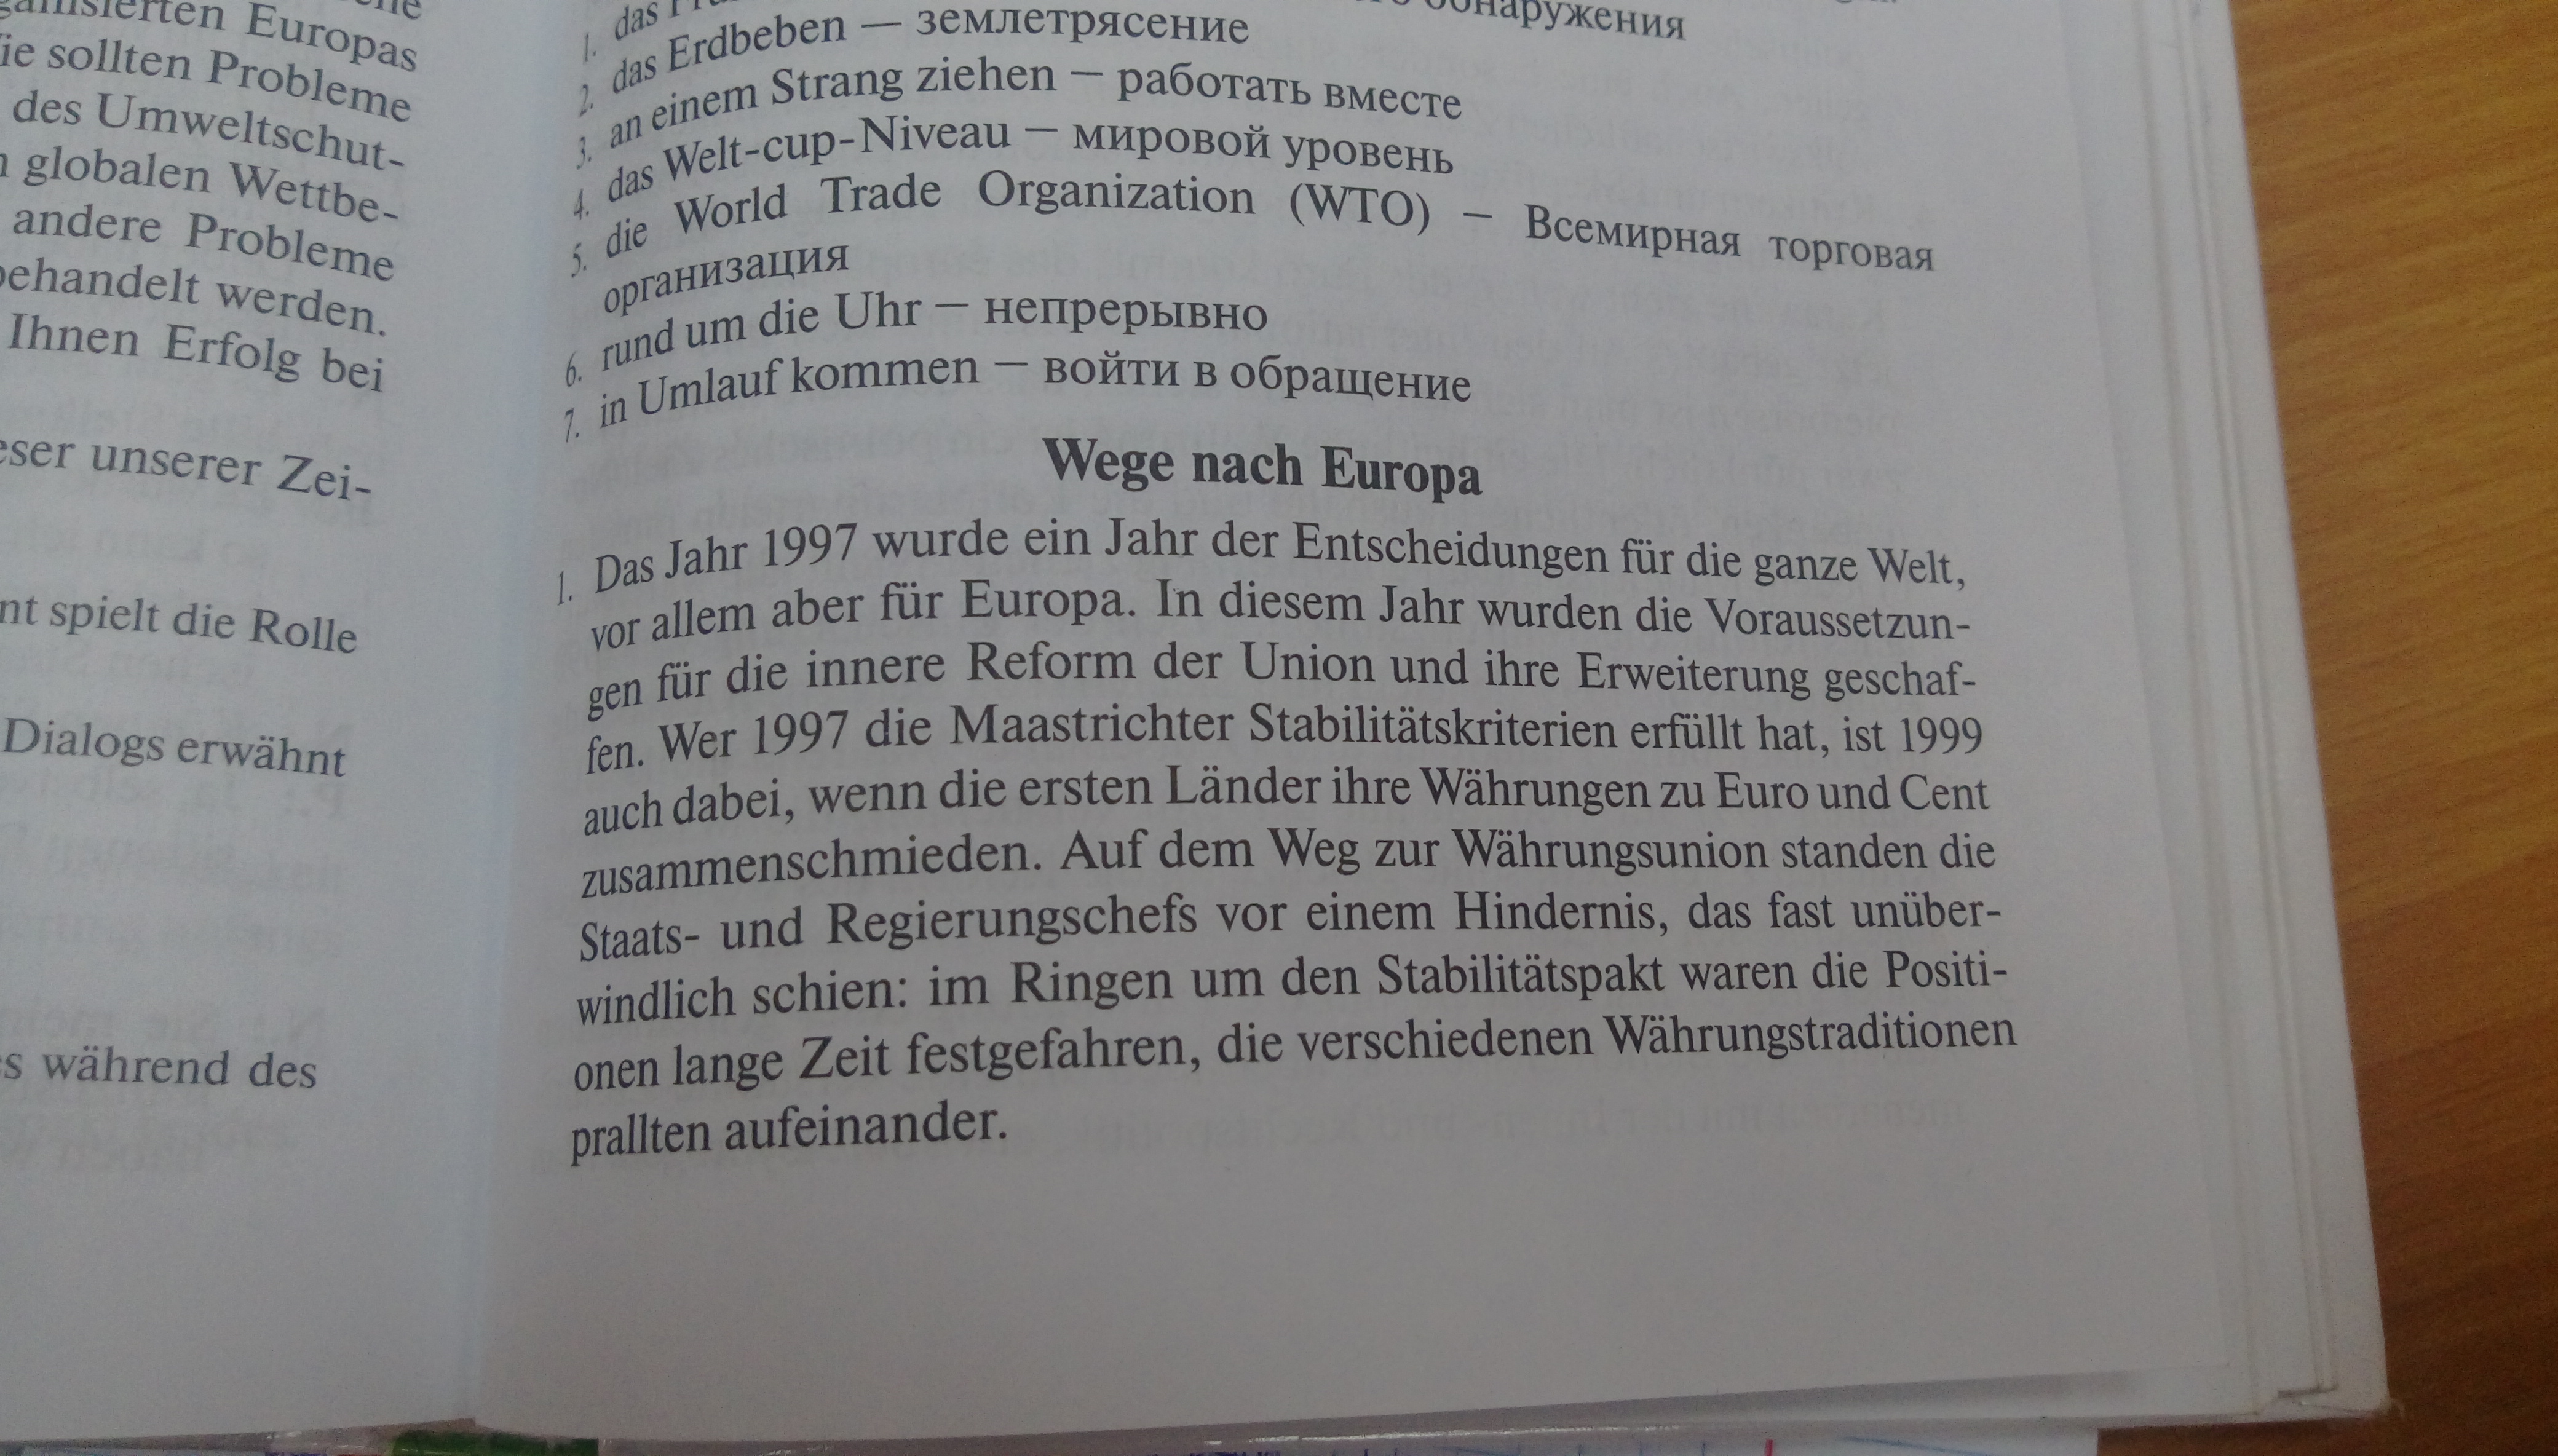 Europas
sollten Probleme
des Umweltschut-
globalen Wettbe-
andere Probleme
behandelt werden.
Ihnen Erfolg bei
unserer Zei-
spielt die Rolle
Dialogs erwähnt
während des
1. das
обнаружения
2. das Erdbeben — землетрясение
3. an einem Strang ziehen — работать вместе
4. das Welt-cup-Niveau — мировой уровень
5. die World Trade Organization (WTO) — Всемирная торговая
организация
6. rund um die Uhr — непрерывно
7. in Umlauf kommen — войти в обращение
Wege nach Europa
1. Das Jahr 1997 wurde ein Jahr der Entscheidungen für die ganze Welt,
vor allem aber für Europa. In diesem Jahr wurden die Voraussetzun-
gen für die innere Reform der Union und ihre Erweiterung geschaf-
fen. Wer 1997 die Maastrichter Stabilitätskriterien erfüllt hat, ist 1999
auch dabei, wenn die ersten Länder ihre Währungen zu Euro und Cent
zusammenschmieden. Auf dem Weg zur Währungsunion standen die
Staats- und Regierungschefs vor einem Hindernis, das fast unüber-
windlich schien: im Ringen um den Stabilitätspakt waren die Positi-
onen lange Zeit festgefahren, die verschiedenen Währungstraditionen
prallten aufeinander.